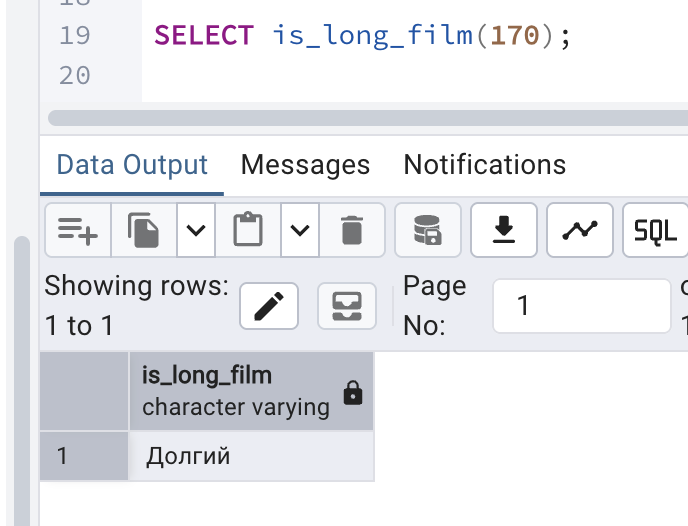 19 SELECT is_long_film(170);
20
Data Output Messages Notifications
SQL
Showing rows: 1 to 1
Page No: 1
is_long_film
character varying
1 Долгий